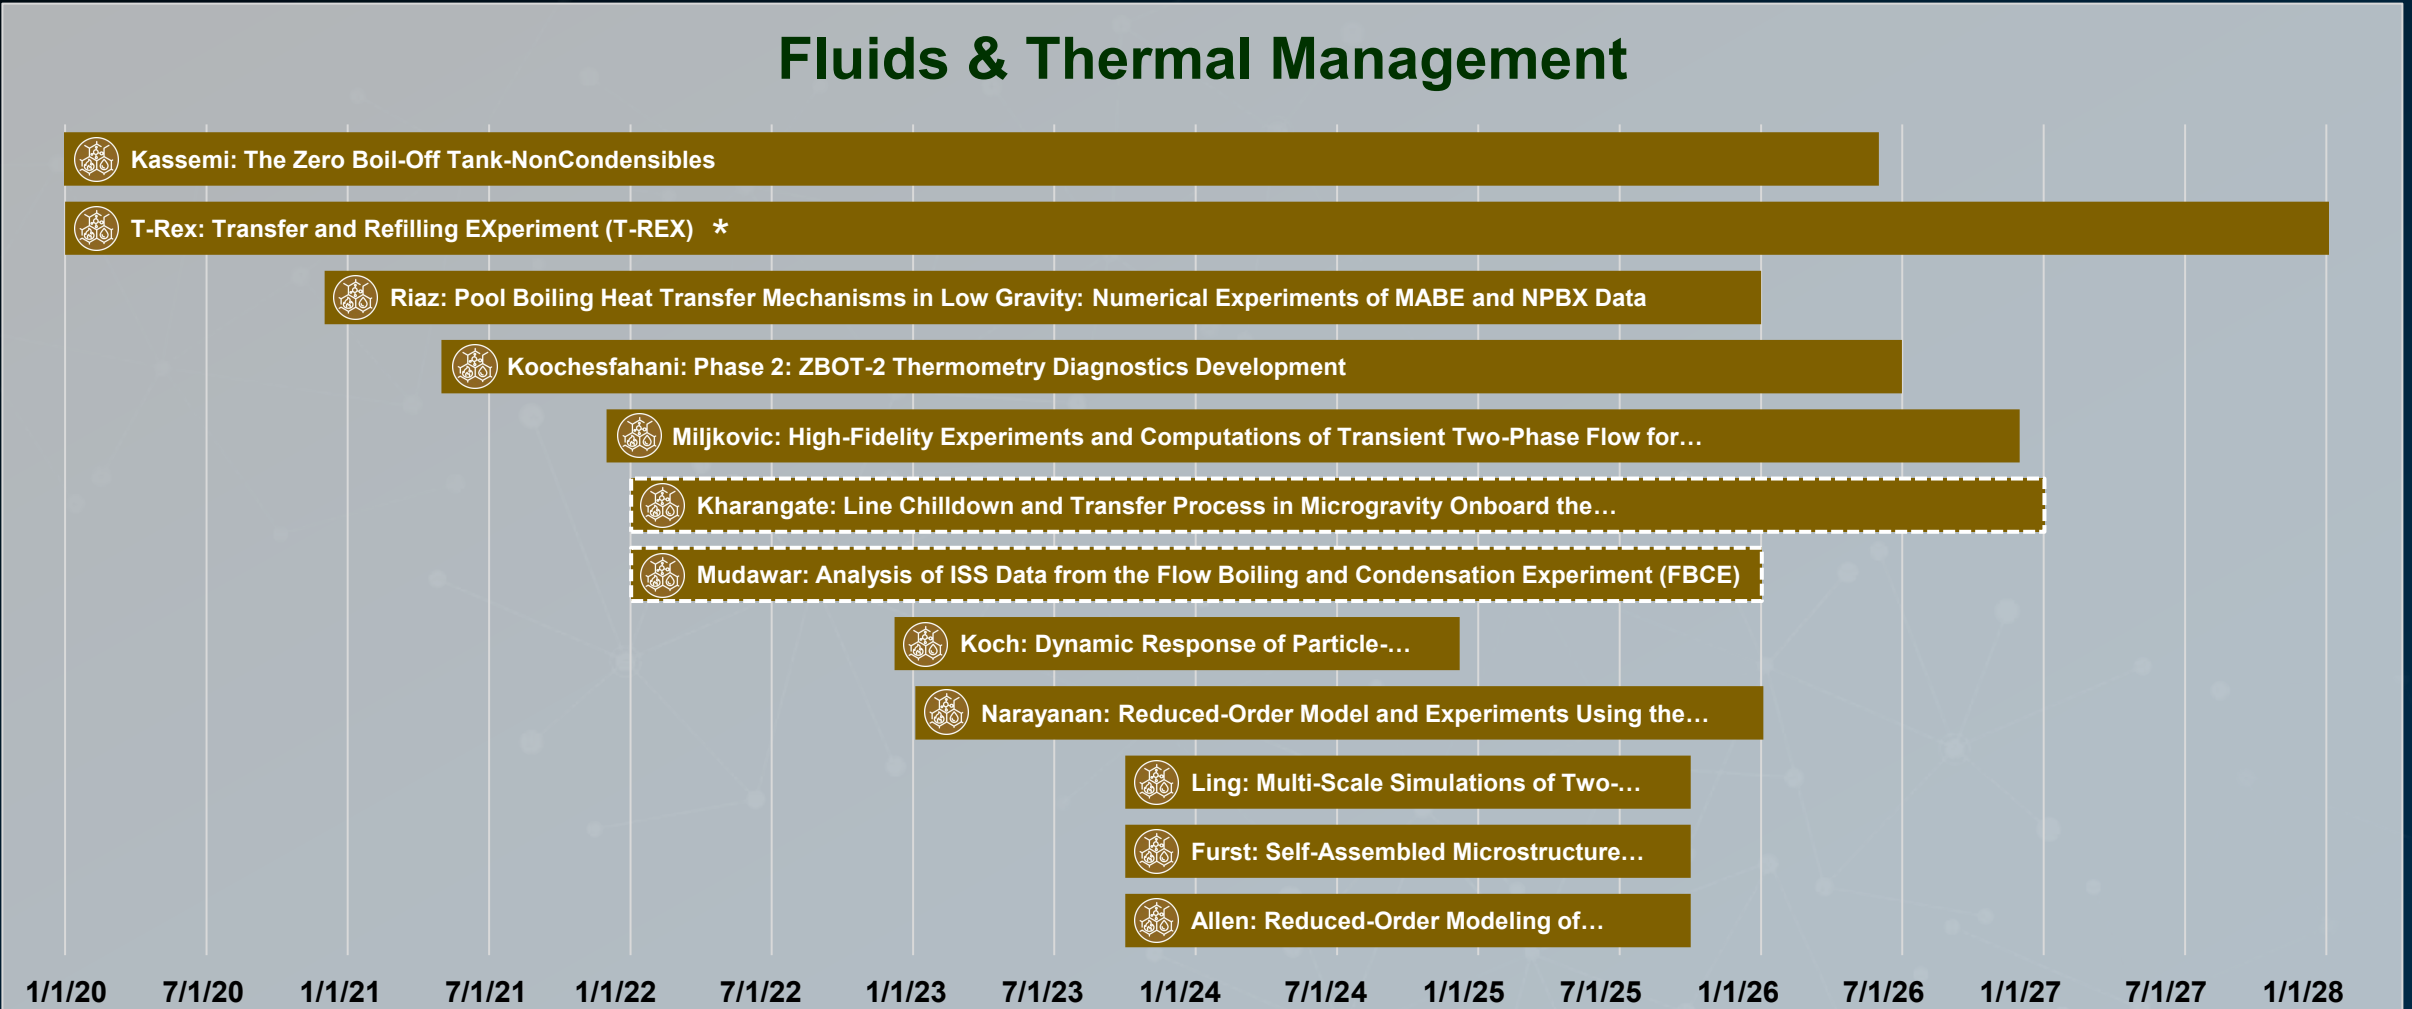 Fluids & Thermal Management
Kassemi: The Zero Boil-Off Tank-NonCondensibles
T-Rex: Transfer and Refilling EXperiment (T-REX) *
Riaz: Pool Boiling Heat Transfer Mechanisms in Low Gravity: Numerical Experiments of MABE and NPBX Data
Koochesfahani: Phase 2: ZBOT-2 Thermometry Diagnostics Development
Miljkovic: High-Fidelity Experiments and Computations of Transient Two-Phase Flow for…
Kharangate: Line Chilldown and Transfer Process in Microgravity Onboard the…
Mudawar: Analysis of ISS Data from the Flow Boiling and Condensation Experiment (FBCE)
Koch: Dynamic Response of Particle-…
Narayanan: Reduced-Order Model and Experiments Using the…
Ling: Multi-Scale Simulations of Two-…
Furst: Self-Assembled Microstructure…
Allen: Reduced-Order Modeling of…
1/1/20 7/1/20 1/1/21 7/1/21 1/1/22 7/1/22 1/1/23 7/1/23 1/1/24 7/1/24 1/1/25 7/1/25 1/1/26 7/1/26 1/1/27 7/1/27 1/1/28